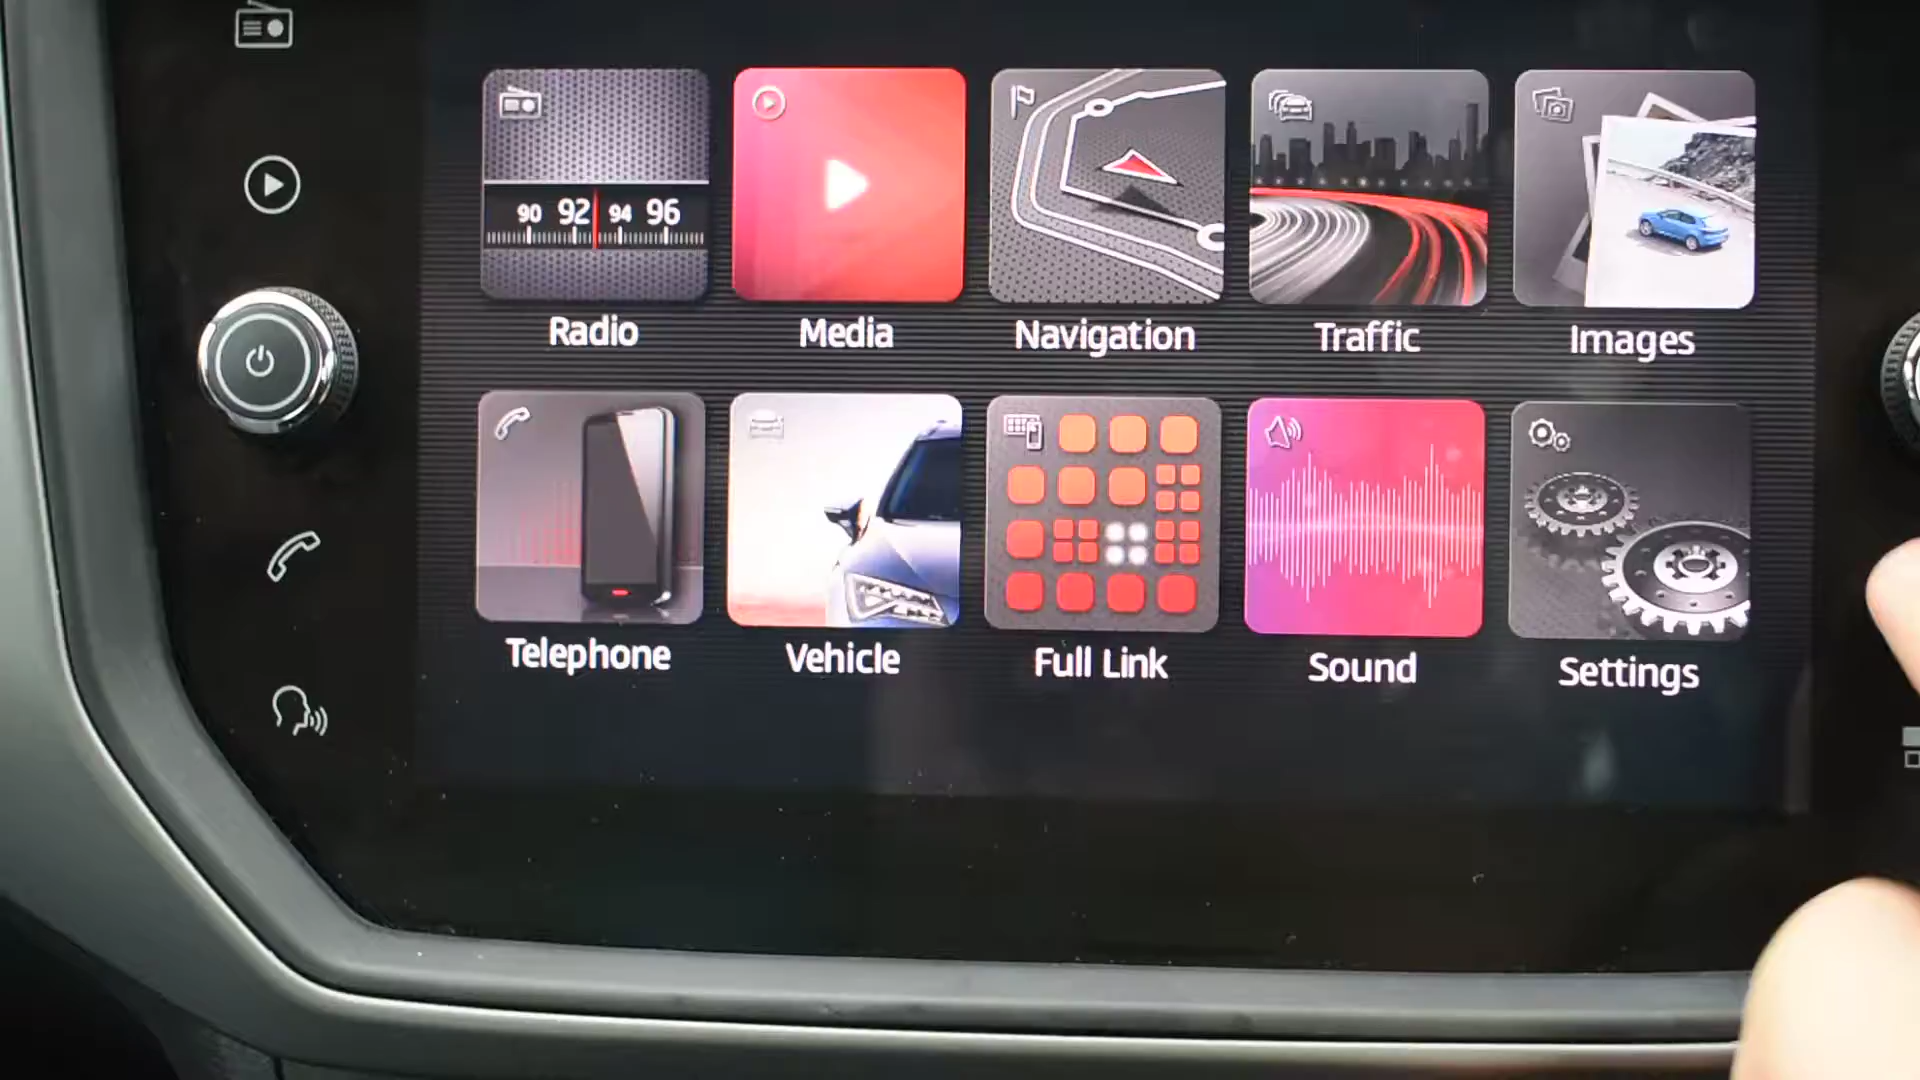 90 92 94 96
Radio Media Navigation Traffic Images
Telephone Vehicle Full Link Sound Settings